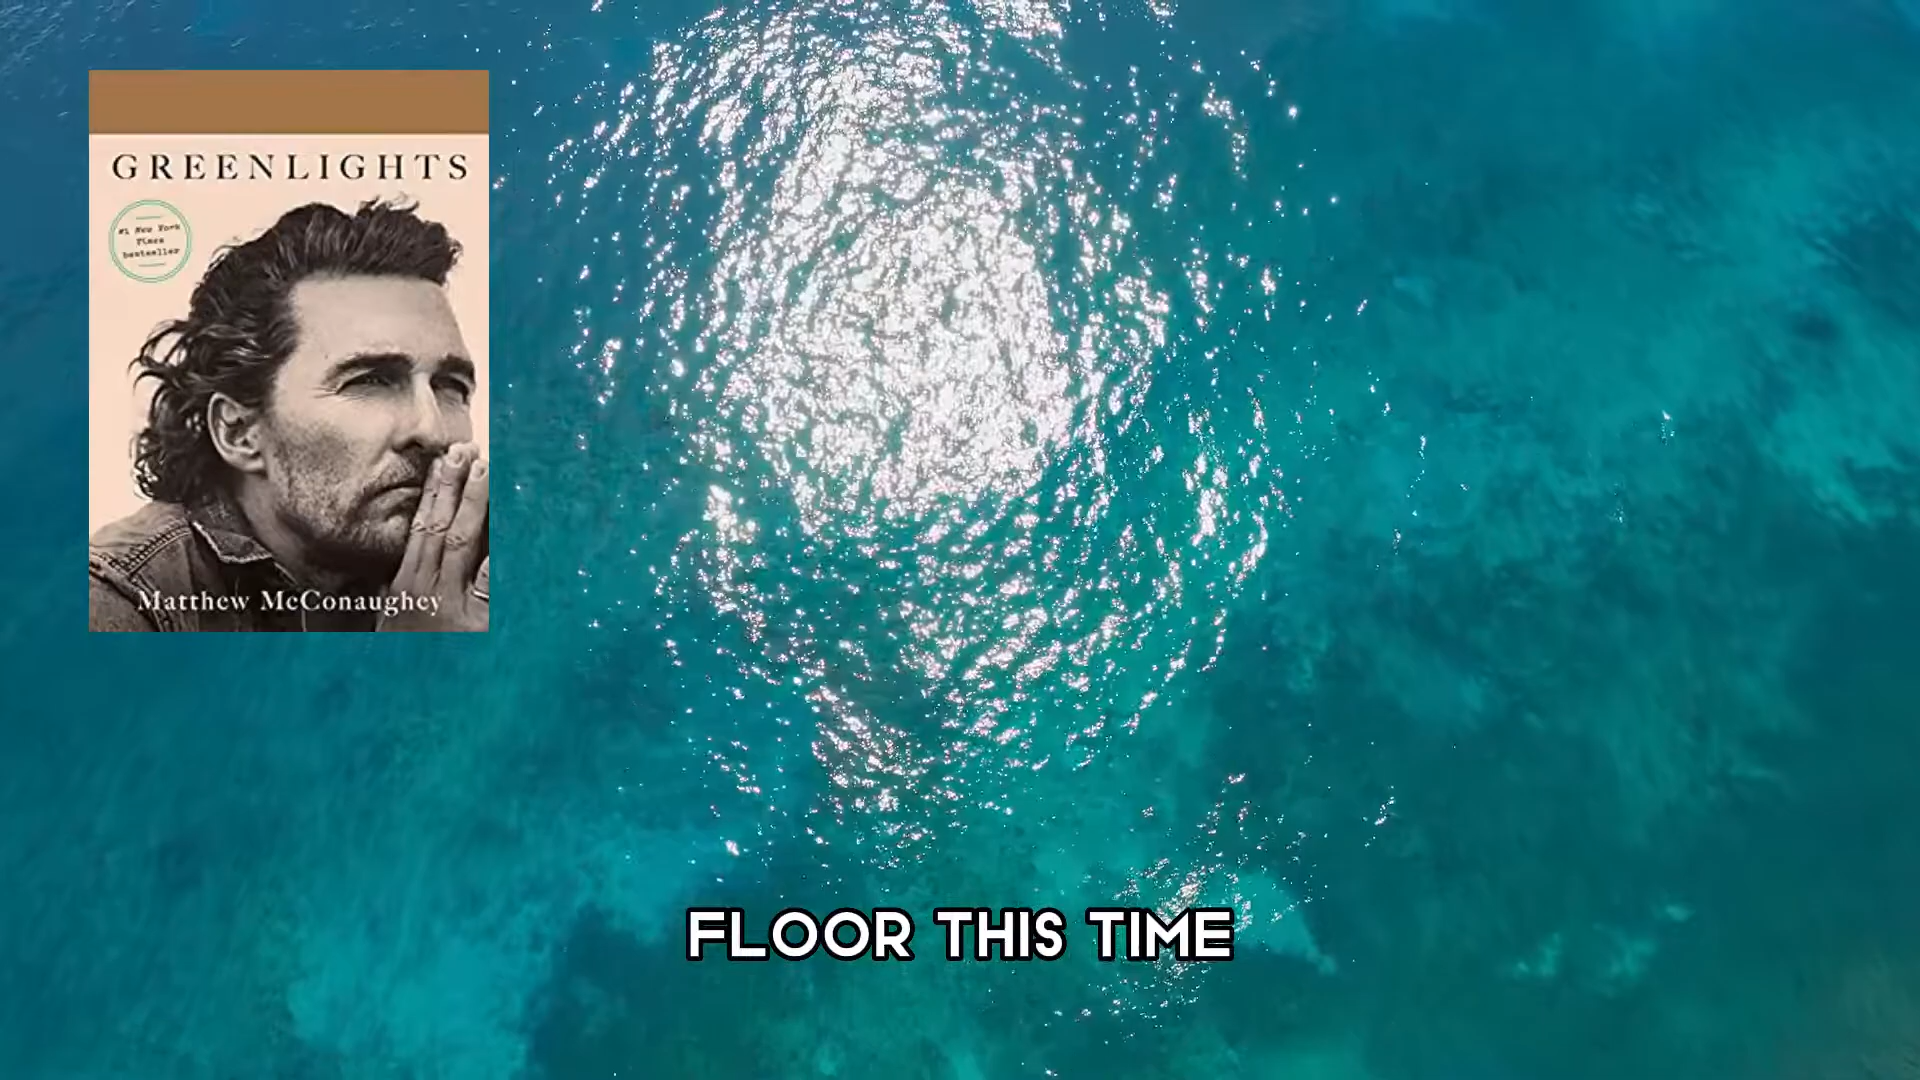 GREENLIGHTS
#1 New York
Times
bestseller
Matthew McConaughey
FLOOR THIS TIME